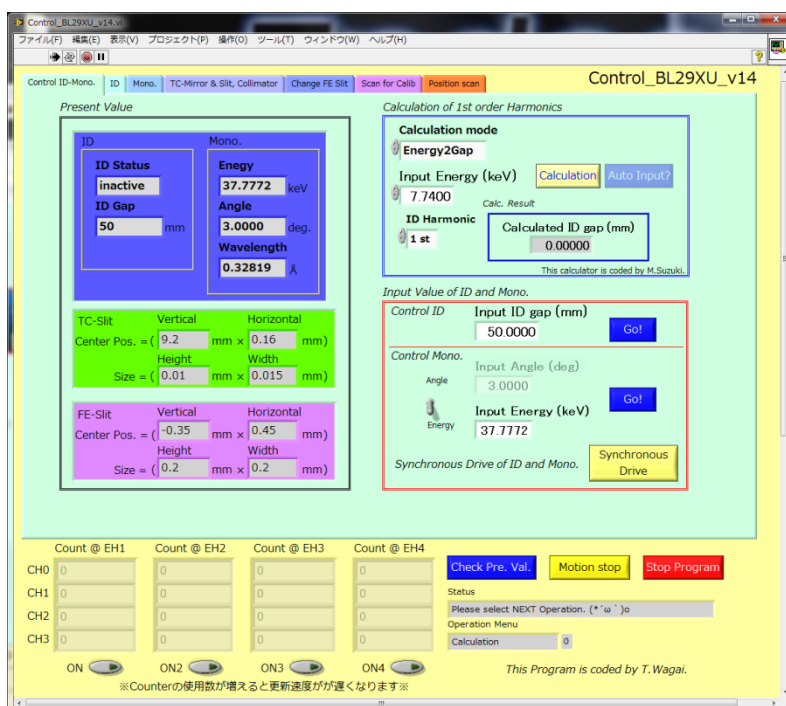 Control_BL29XU_v14.vi
ファイル(F) 編集(E) 表示(V) プロジェクト(P) 操作(O) ツール(T) ウィンドウ(W) ヘルプ(H)
Control ID-Mono. ID Mono. TC-Mirror & Slit, Collimator Change FE Slit Scan for Calib Position scan
Control_BL29XU_v14
Present Value
ID
ID Status
inactive
ID Gap
50 mm
Mono.
Enegy
37.7772 keV
Angle
3.0000 deg.
Wavelength
0.32819 Å
TC-Slit Vertical Horizontal
Center Pos. = ( 9.2 mm × 0.16 mm)
Height Width
Size = ( 0.01 mm × 0.015 mm)
FE-Slit Vertical Horizontal
Center Pos. = ( -0.35 mm × 0.45 mm)
Height Width
Size = ( 0.2 mm × 0.2 mm)
Calculation of 1st order Harmonics
Calculation mode
Energy2Gap
Input Energy (keV)
7.7400
Calculation Auto Input?
ID Harmonic
1 st
Calc. Result
Calculated ID gap (mm)
0.00000
This calculator is coded by M.Suzuki.
Input Value of ID and Mono.
Control ID
Input ID gap (mm)
50.0000
Go!
Control Mono.
Angle
Energy
Input Angle (deg)
3.0000
Input Energy (keV)
37.7772
Go!
Synchronous Drive of ID and Mono.
Synchronous
Drive
Count @ EH1 Count @ EH2 Count @ EH3 Count @ EH4
CH0 0 0 0 0
CH1 0 0 0 0
CH2 0 0 0 0
CH3 0 0 0 0
ON ON2 ON3 ON4
※Counterの使用数が増えると更新速度がが遅くなります※
Check Pre. Val. Motion stop Stop Program
Status
Please select NEXT Operation. (*´ω`)o
Operation Menu
Calculation 0
This Program is coded by T.Wagai.